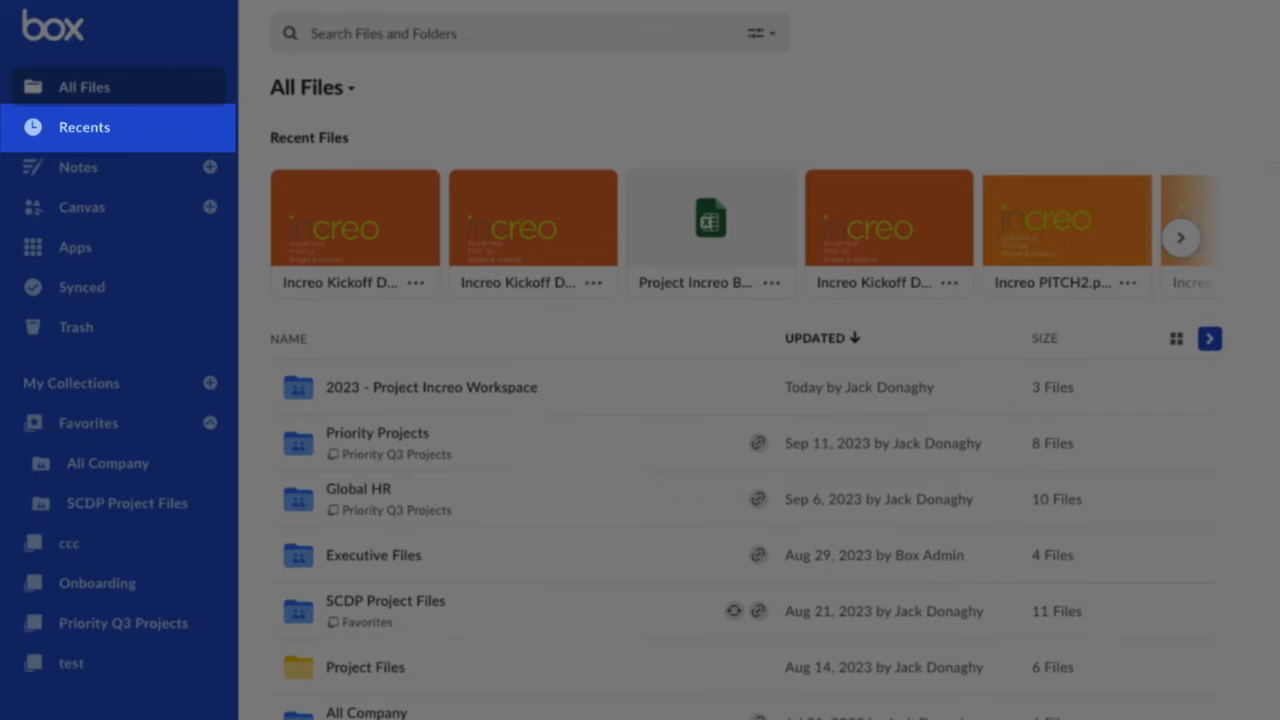 box
All Files
Recents
Notes
Canvas
Apps
Synced
Trash
My Collections
Favorites
All Company
SCDP Project Files
ccc
Onboarding
Priority Q3 Projects
test
Search Files and Folders
All Files
Recent Files
increo
increo
increo
increo
Increo Kickoff D...
Increo Kickoff D...
Project Increo B...
Increo Kickoff D...
Increo PITCH2.p...
Increo
NAME UPDATED SIZE
2023 - Project Increo Workspace Today by Jack Donaghy 3 Files
Priority Projects
Priority Q3 Projects
Sep 11, 2023 by Jack Donaghy 8 Files
Global HR
Priority Q3 Projects
Sep 6, 2023 by Jack Donaghy 10 Files
Executive Files Aug 29, 2023 by Box Admin 4 Files
SCDP Project Files
Favorites
Aug 21, 2023 by Jack Donaghy 11 Files
Project Files Aug 14, 2023 by Jack Donaghy 6 Files
All Company